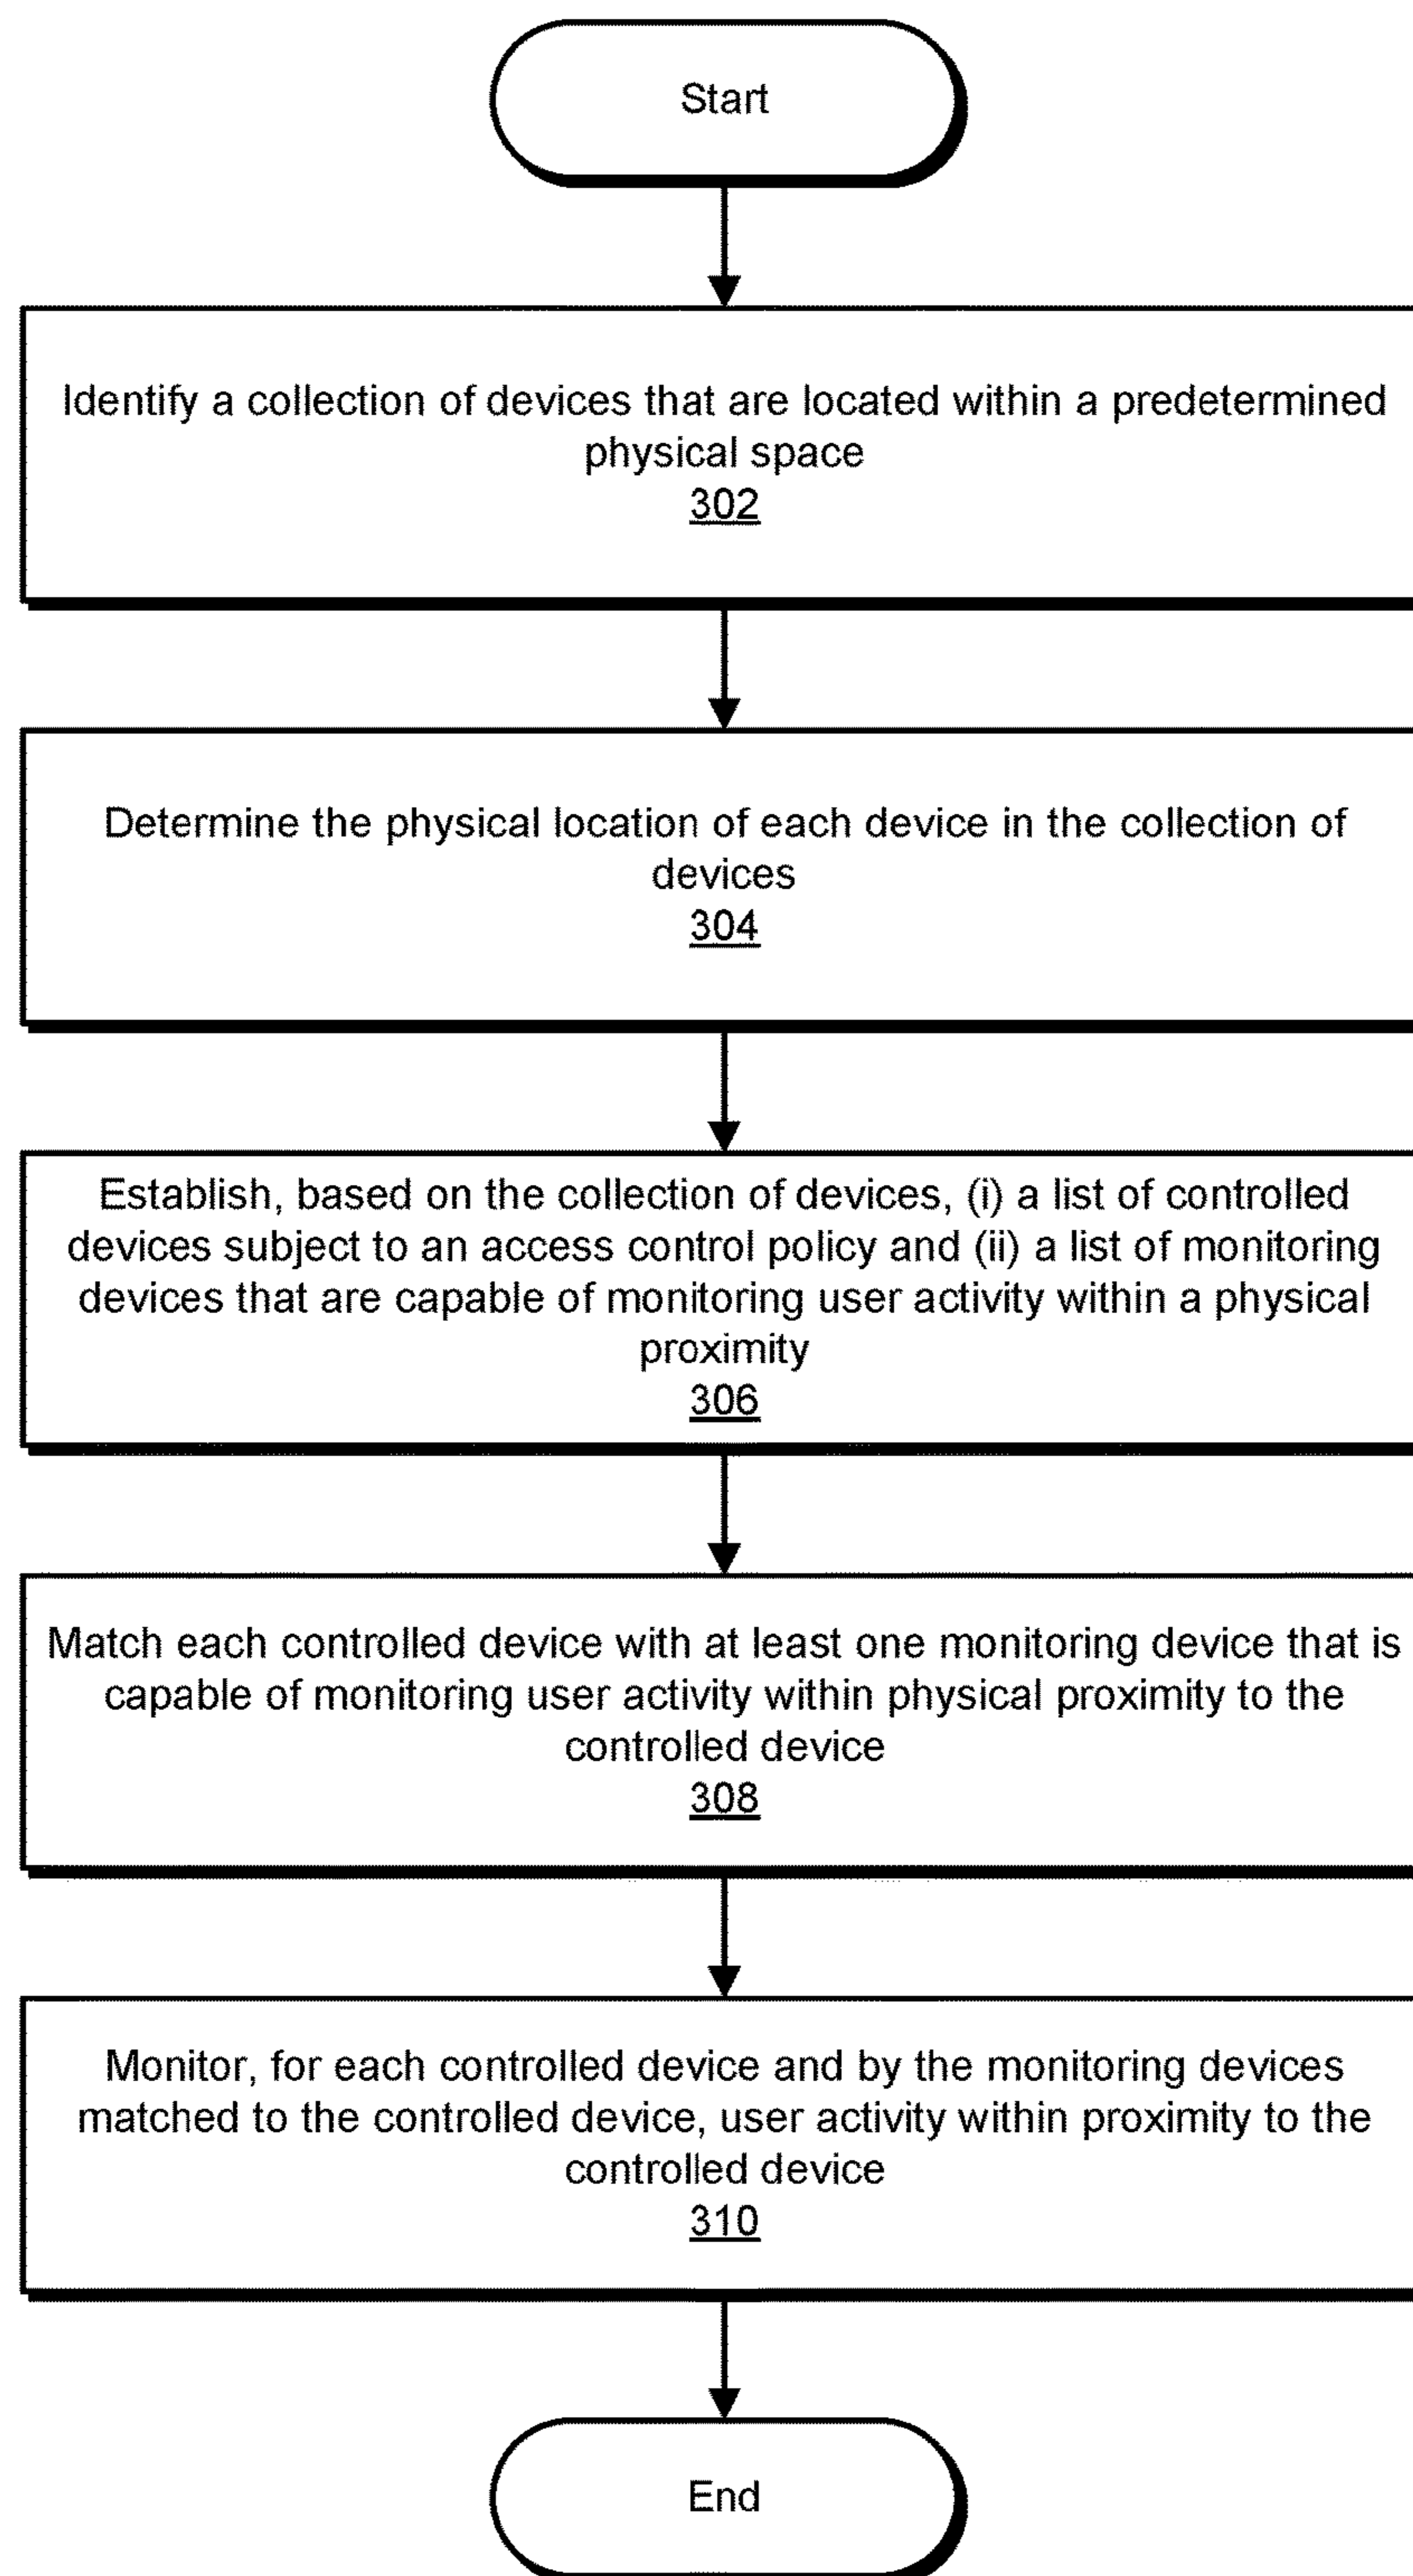 Start
Identify a collection of devices that are located within a predetermined
physical space
302
Determine the physical location of each device in the collection of
devices
304
Establish, based on the collection of devices, (i) a list of controlled
devices subject to an access control policy and (ii) a list of monitoring
devices that are capable of monitoring user activity within a physical
proximity
306
Match each controlled device with at least one monitoring device that is
capable of monitoring user activity within physical proximity to the
controlled device
308
Monitor, for each controlled device and by the monitoring devices
matched to the controlled device, user activity within proximity to the
controlled device
310
End